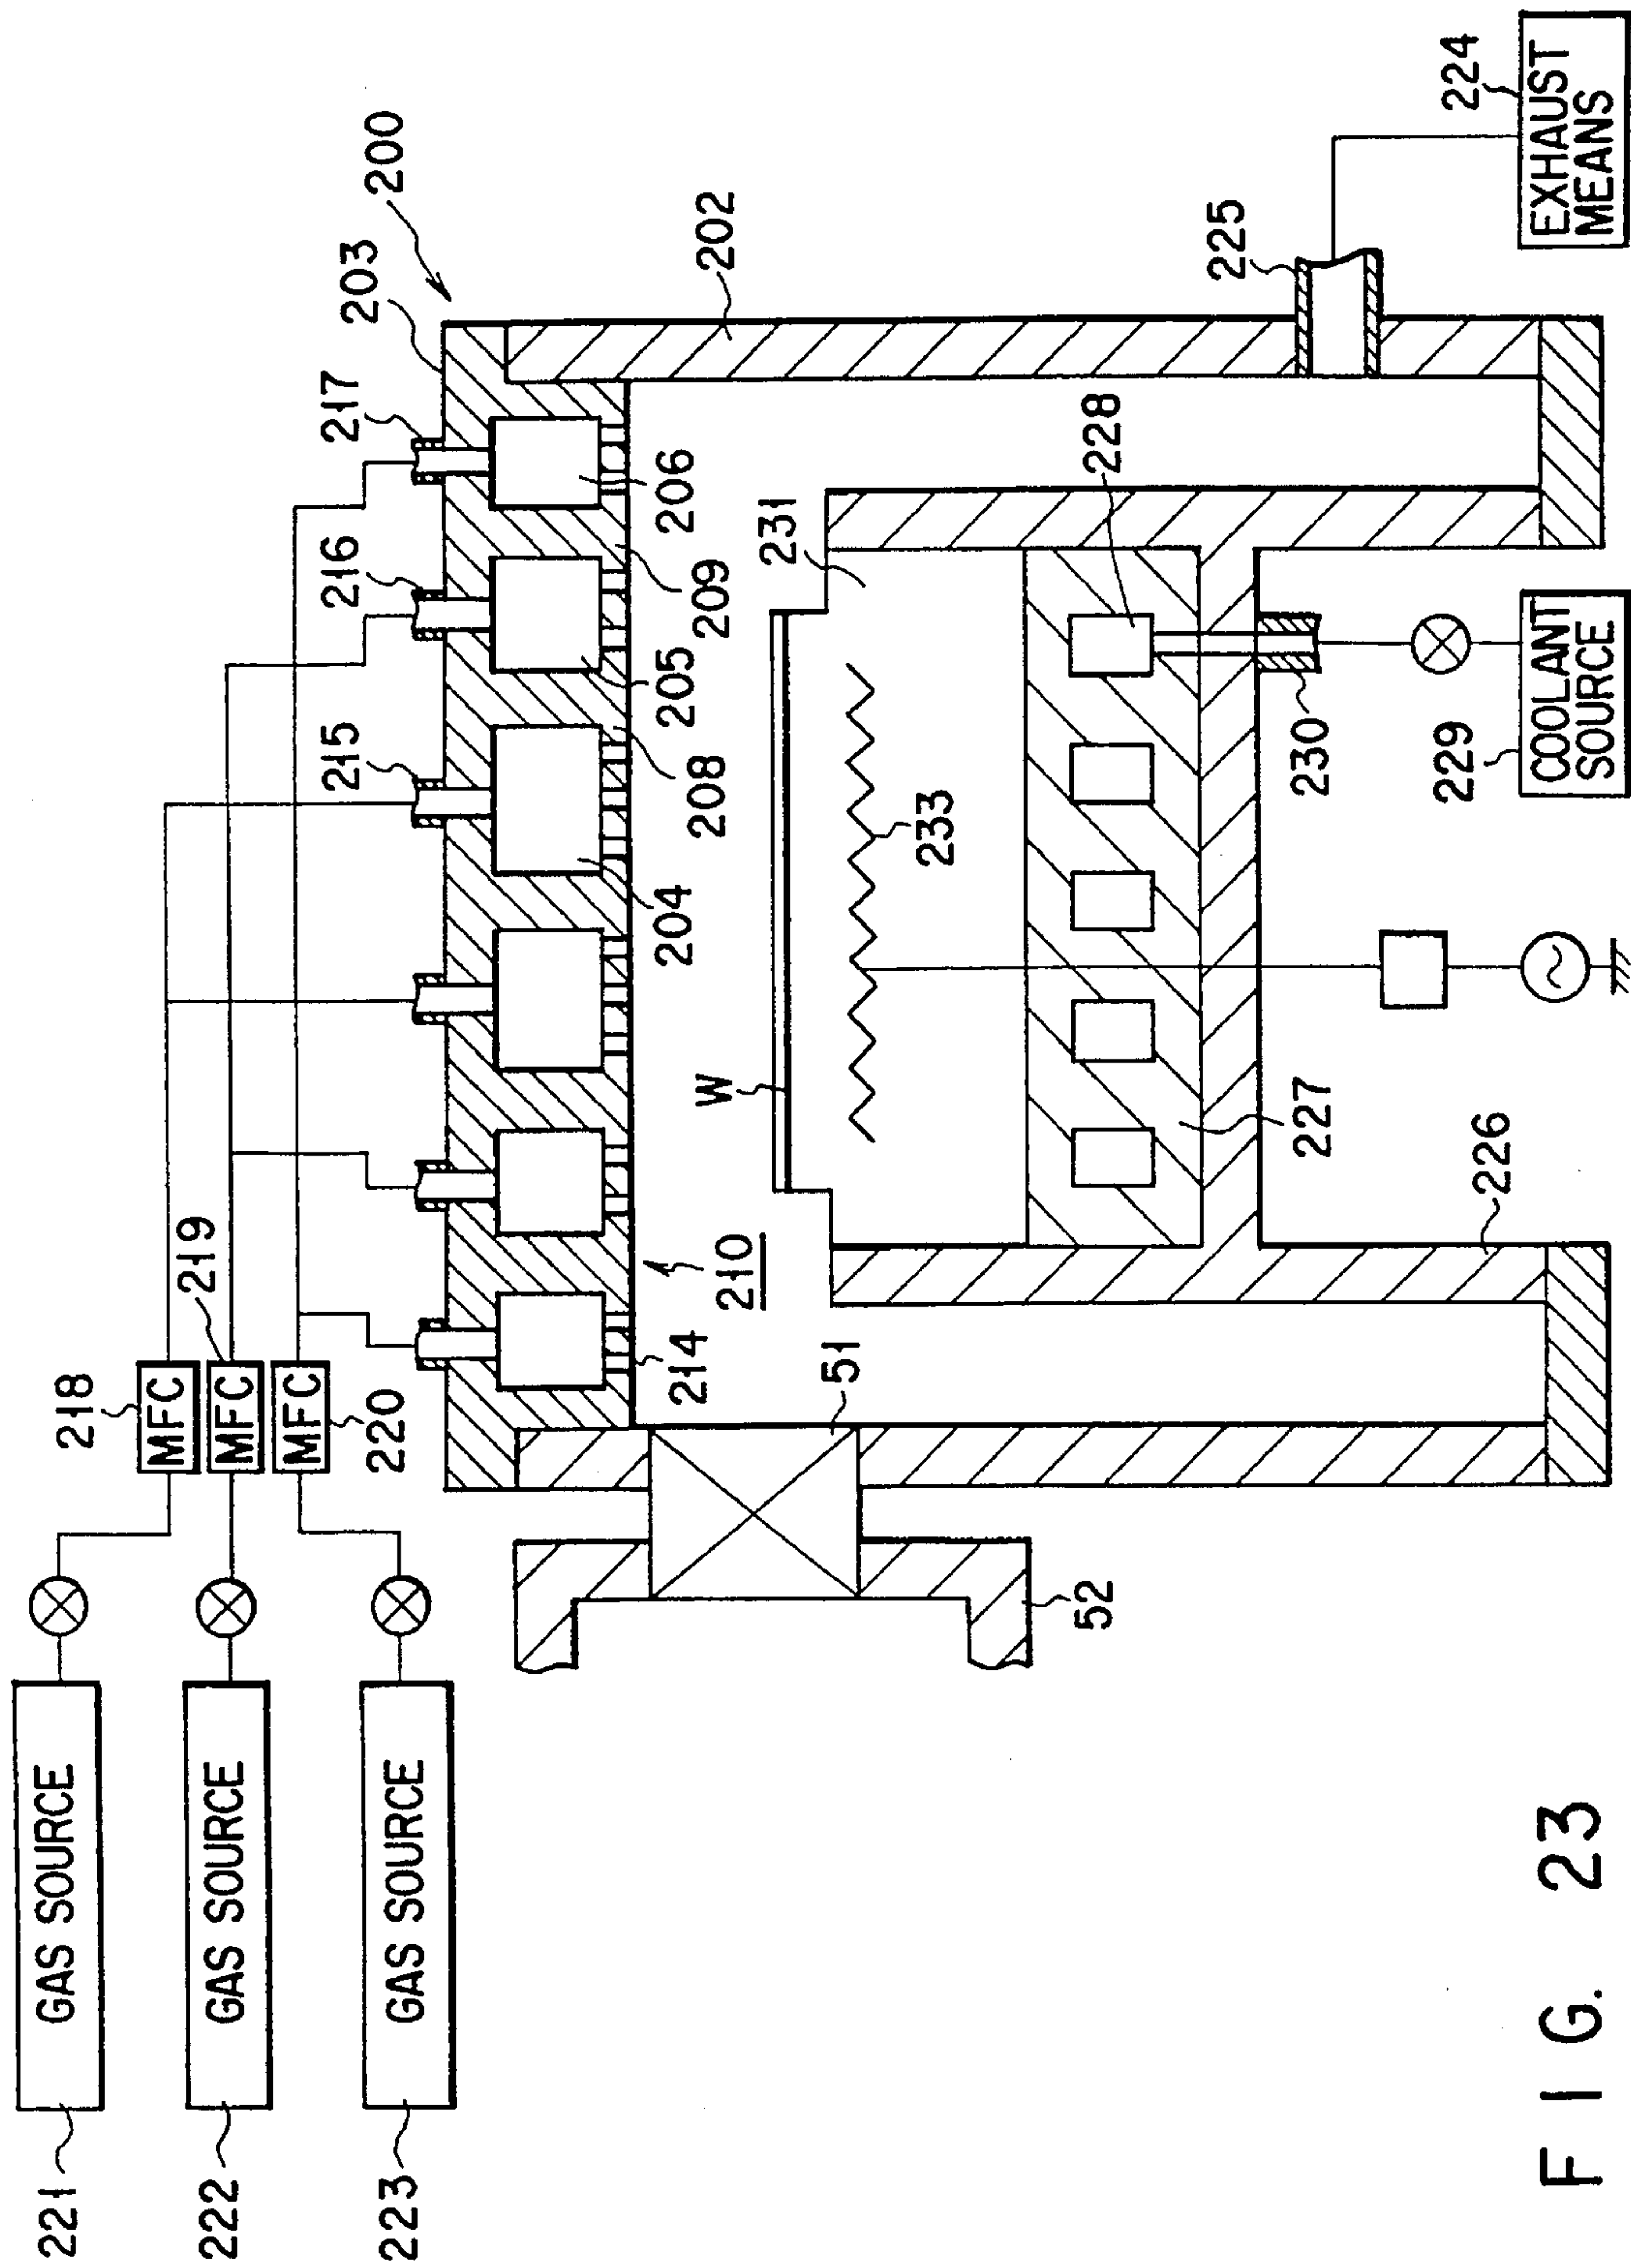 221
GAS SOURCE
222
GAS SOURCE
223
GAS SOURCE
218
MFC
219
MFC
220
MFC
215
216
217
203
200
204
208
205
209
206
202
214
210
W
231
233
228
51
52
227
226
230
225
229
COOLANT
SOURCE
224
EXHAUST
MEANS
FIG. 23